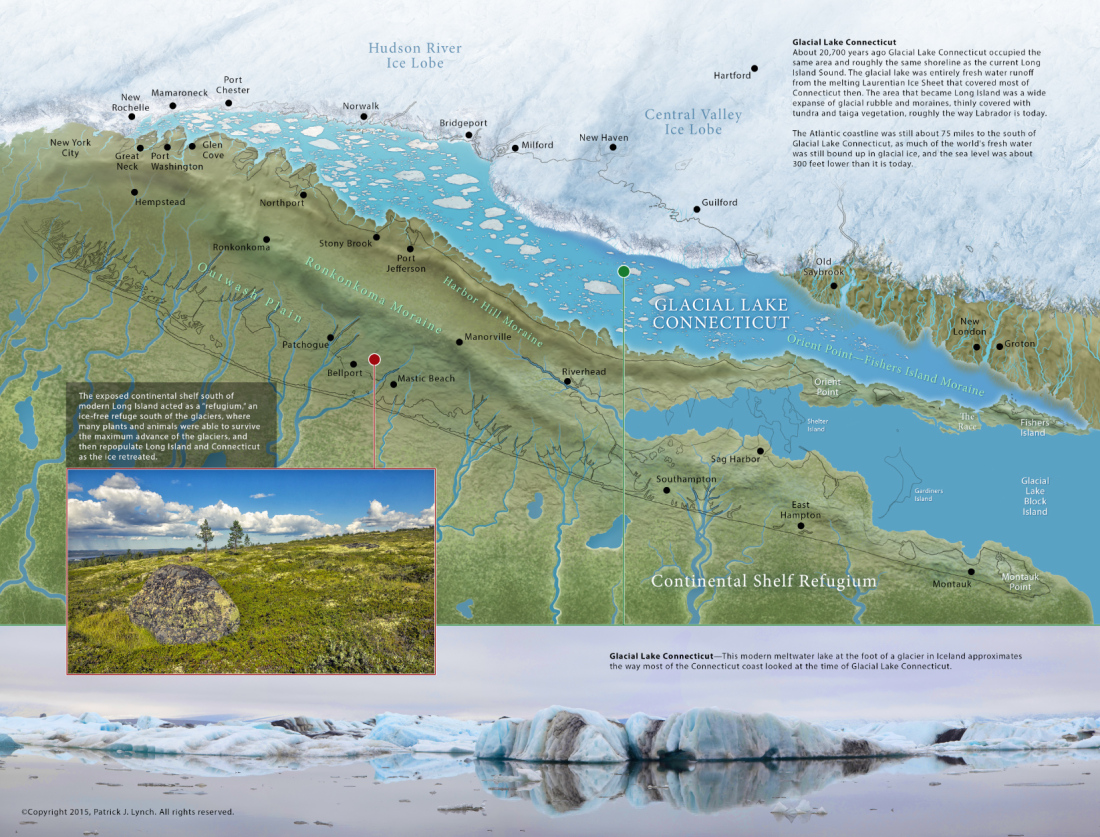 Hudson River
Ice Lobe
Glacial Lake Connecticut
About 20,700 years ago Glacial Lake Connecticut occupied the
same area and roughly the same shoreline as the current Long
Island Sound. The glacial lake was entirely fresh water runoff
from the melting Laurentian Ice Sheet that covered most of
Connecticut then. The area that became Long Island was a wide
expanse of glacial rubble and moraines, thinly covered with
tundra and taiga vegetation, roughly the way Labrador is today.
The Atlantic coastline was still about 75 miles to the south of
Glacial Lake Connecticut, as much of the world's fresh water
was still bound up in glacial ice, and the sea level was about
300 feet lower than it is today.
Hartford
Port
Chester
Mamaroneck
New
Rochelle
Norwalk
Central Valley
Ice Lobe
Bridgeport
Milford
New Haven
New York
City
Great
Neck
Port
Washington
Glen
Cove
Hempstead
Northport
Guilford
Ronkonkoma
Stony Brook
Port
Jefferson
Old
Saybrook
Outwash Plain
Ronkonkoma Moraine
Harbor Hill Moraine
GLACIAL LAKE
CONNECTICUT
New
London
Groton
Patchogue
Manorville
Orient Point—Fishers Island Moraine
Bellport
Mastic Beach
Riverhead
Orient
Point
The
Race
Fishers
Island
Shelter
Island
The exposed continental shelf south of
modern Long Island acted as a "refugium," an
ice-free refuge south of the glaciers, where
many plants and animals were able to survive
the maximum advance of the glaciers, and
then repopulate Long Island and Connecticut
as the ice retreated.
Sag Harbor
Southampton
Gardiners
Island
Glacial
Lake
Block
Island
East
Hampton
Continental Shelf Refugium
Montauk
Montauk
Point
Glacial Lake Connecticut—This modern meltwater lake at the foot of a glacier in Iceland approximates
the way most of the Connecticut coast looked at the time of Glacial Lake Connecticut.
©Copyright 2015, Patrick J. Lynch. All rights reserved.